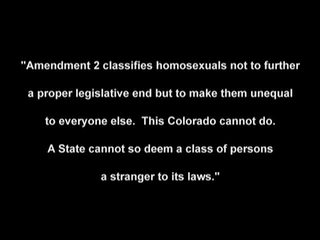 "Amendment 2 classifies homosexuals not to further
a proper legislative end but to make them unequal
to everyone else.  This Colorado cannot do.
A State cannot so deem a class of persons
a stranger to its laws."